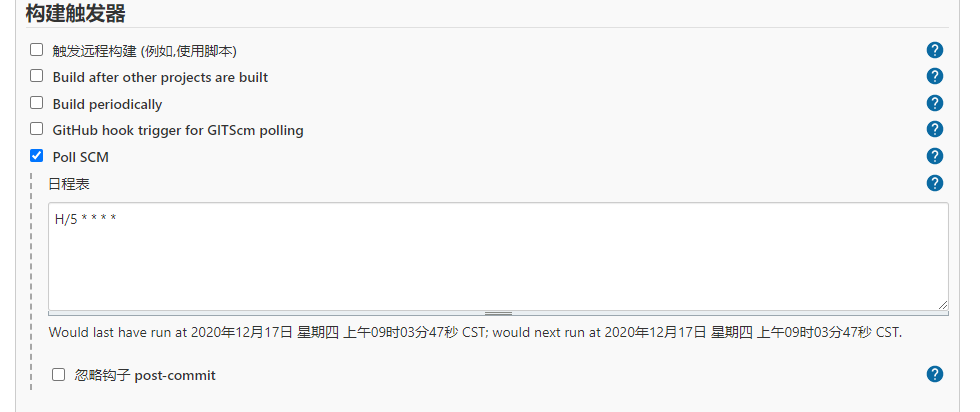 构建触发器
触发远程构建 (例如,使用脚本)
Build after other projects are built
Build periodically
GitHub hook trigger for GITScm polling
Poll SCM
日程表
H/5 * * * *
Would last have run at 2020年12月17日 星期四 上午09时03分47秒 CST; would next run at 2020年12月17日 星期四 上午09时03分47秒 CST.
忽略钩子 post-commit